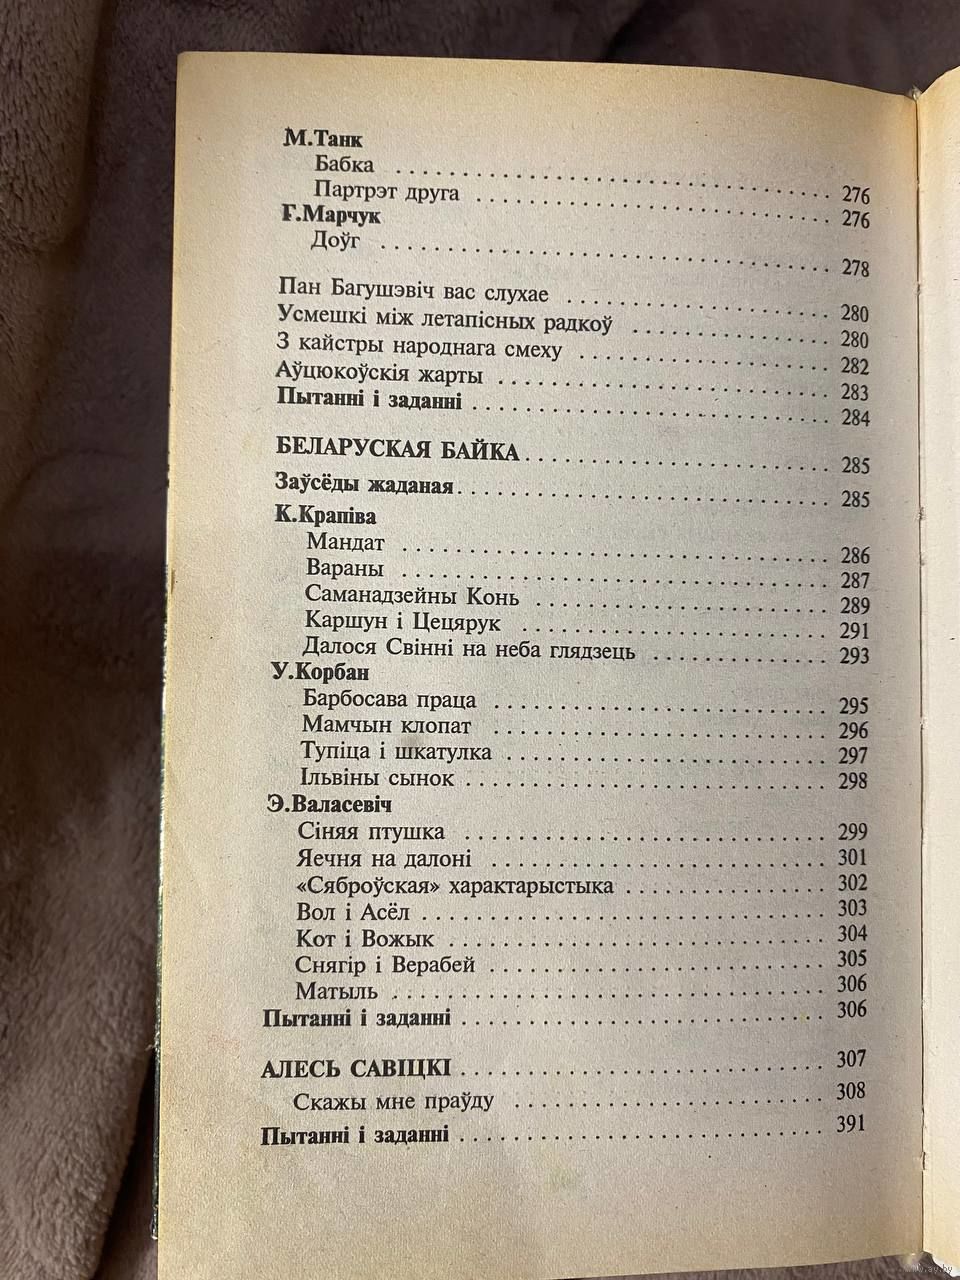 М.Танк
Бабка . . . . . . . . . . . . . . . . . . . . . . . . . . . . . . . . 276
Партрэт друга . . . . . . . . . . . . . . . . . . . . . . . . . . 276
Г.Марчук
Доўг . . . . . . . . . . . . . . . . . . . . . . . . . . . . . . . . . 278
Пан Багушэвіч вас слухае . . . . . . . . . . . . . . . . . . . . 280
Усмешкі між летапісных радкоў . . . . . . . . . . . . . . . 280
З кайстры народнага смеху . . . . . . . . . . . . . . . . . . . 282
Аўцюкоўскія жарты . . . . . . . . . . . . . . . . . . . . . . . . . 283
Пытанні і заданні . . . . . . . . . . . . . . . . . . . . . . . . . . . 284
БЕЛАРУСКАЯ БАЙКА . . . . . . . . . . . . . . . . . . . . . . . 285
Заўсёды жаданая . . . . . . . . . . . . . . . . . . . . . . . . . . . . 285
К.Крапіва
Мандат . . . . . . . . . . . . . . . . . . . . . . . . . . . . . . . . 286
Вараны . . . . . . . . . . . . . . . . . . . . . . . . . . . . . . . . 287
Саманадзейны Конь . . . . . . . . . . . . . . . . . . . . . . 289
Каршун і Цецярук . . . . . . . . . . . . . . . . . . . . . . . 291
Далося Свінні на неба глядзець . . . . . . . . . . . . . 293
У.Корбан
Барбосава праца . . . . . . . . . . . . . . . . . . . . . . . . . 295
Мамчын клопат . . . . . . . . . . . . . . . . . . . . . . . . . 296
Тупіца і шкатулка . . . . . . . . . . . . . . . . . . . . . . . . 297
Ільвіны сынок . . . . . . . . . . . . . . . . . . . . . . . . . . . 298
Э.Валасевіч
Сіняя птушка . . . . . . . . . . . . . . . . . . . . . . . . . . . 299
Яечня на далоні . . . . . . . . . . . . . . . . . . . . . . . . . 301
«Сяброўская» характарыстыка . . . . . . . . . . . . . . . 302
Вол і Асёл . . . . . . . . . . . . . . . . . . . . . . . . . . . . . . 303
Кот і Вожык . . . . . . . . . . . . . . . . . . . . . . . . . . . . 304
Снягір і Верабей . . . . . . . . . . . . . . . . . . . . . . . . . 305
Матыль . . . . . . . . . . . . . . . . . . . . . . . . . . . . . . . . 306
Пытанні і заданні . . . . . . . . . . . . . . . . . . . . . . . . . . . 306
АЛЕСЬ САВІЦКІ . . . . . . . . . . . . . . . . . . . . . . . . . . . 307
Скажы мне праўду . . . . . . . . . . . . . . . . . . . . . . . 308
Пытанні і заданні . . . . . . . . . . . . . . . . . . . . . . . . . . . 391